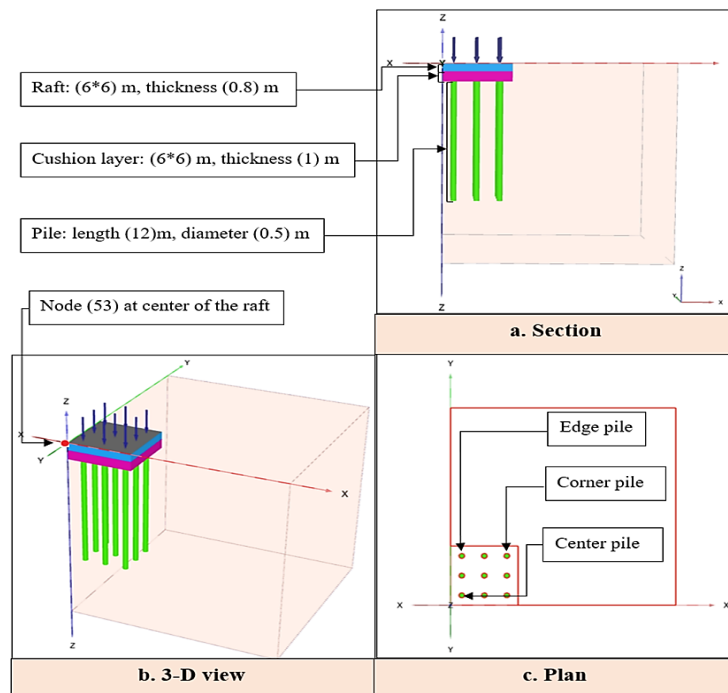 Z
X
Y
Raft: (6*6) m, thickness (0.8) m
Cushion layer: (6*6) m, thickness (1) m
Pile: length (12)m, diameter (0.5) m
Z
Z
Y
X
a. Section
Node (53) at center of the raft
Y
Z
X
Y
X
Z
b. 3-D view
Y
Edge pile
Corner pile
Center pile
X
Z
X
Y
c. Plan